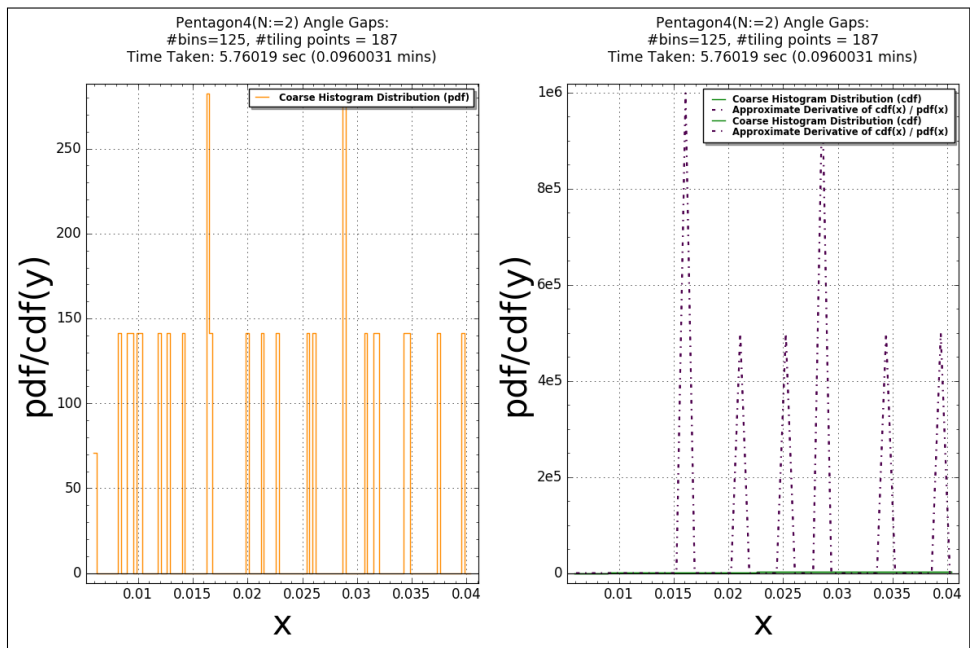 Pentagon4(N:=2) Angle Gaps:
#bins=125, #tiling points = 187
Time Taken: 5.76019 sec (0.0960031 mins)
Coarse Histogram Distribution (pdf)
250
200
150
100
50
0
0.01
0.015
0.02
0.025
0.03
0.035
0.04
pdf/cdf(y)
x
Pentagon4(N:=2) Angle Gaps:
#bins=125, #tiling points = 187
Time Taken: 5.76019 sec (0.0960031 mins)
Coarse Histogram Distribution (cdf)
Approximate Derivative of cdf(x) / pdf(x)
Coarse Histogram Distribution (cdf)
Approximate Derivative of cdf(x) / pdf(x)
1e6
8e5
6e5
4e5
2e5
0
0.01
0.015
0.02
0.025
0.03
0.035
0.04
pdf/cdf(y)
x